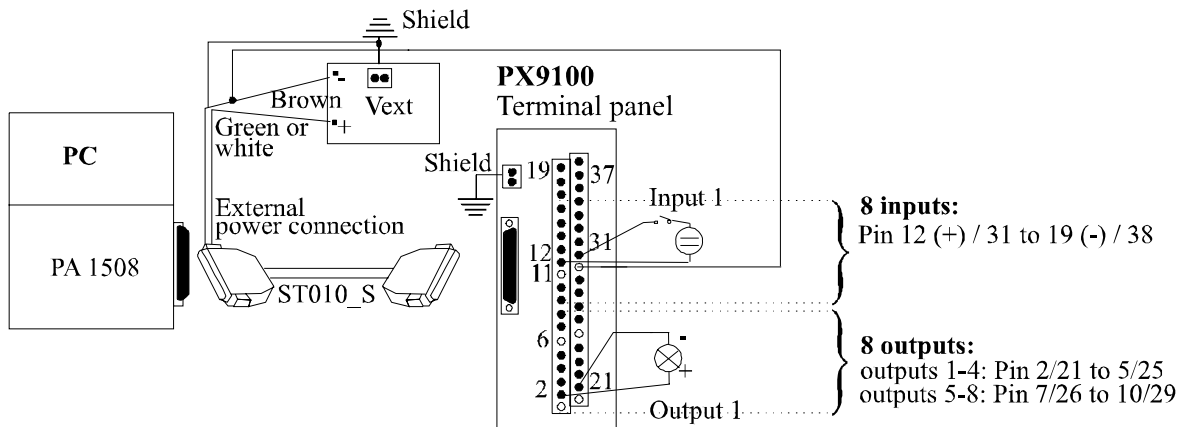 Shield
PX9100
Terminal panel
- Vext
Brown
+
Green or
white
PC
Shield
19
37
External
power connection
Input 1
8 inputs:
Pin 12 (+) / 31 to 19 (-) / 38
31
12
11
PA 1508
ST010_S
6
-
8 outputs:
outputs 1-4: Pin 2/21 to 5/25
outputs 5-8: Pin 7/26 to 10/29
+
21
2
Output 1